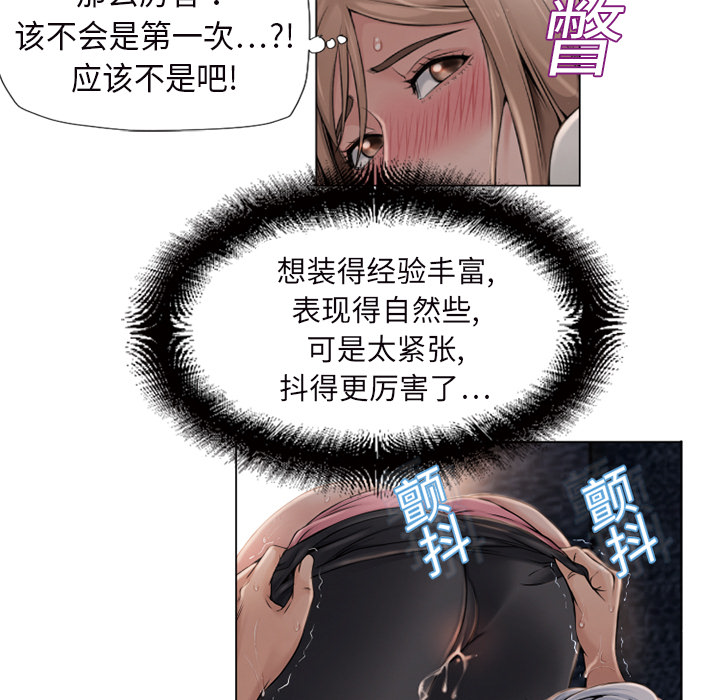 该不会是第一次...?!
应该不是吧!
瞥
想装得经验丰富,
表现得自然些,
可是太紧张,
抖得更厉害了...
颤抖
颤抖